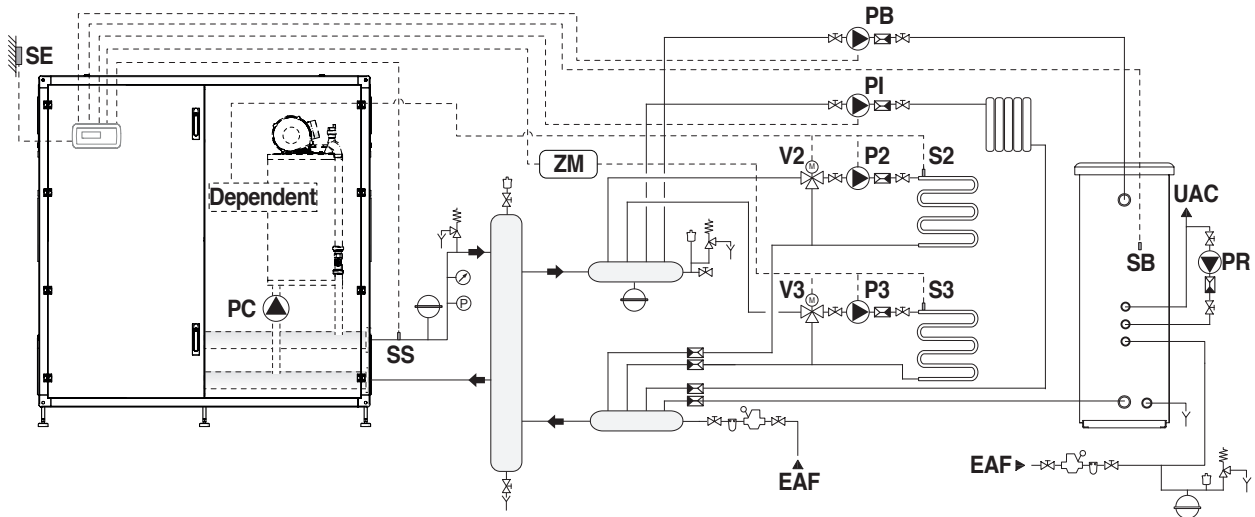 PB
SE
PI
V2
P2
S2
ZM
M
Dependent
UAC
SB
PR
V3
P3
S3
M
PC
P
SS
EAF
EAF